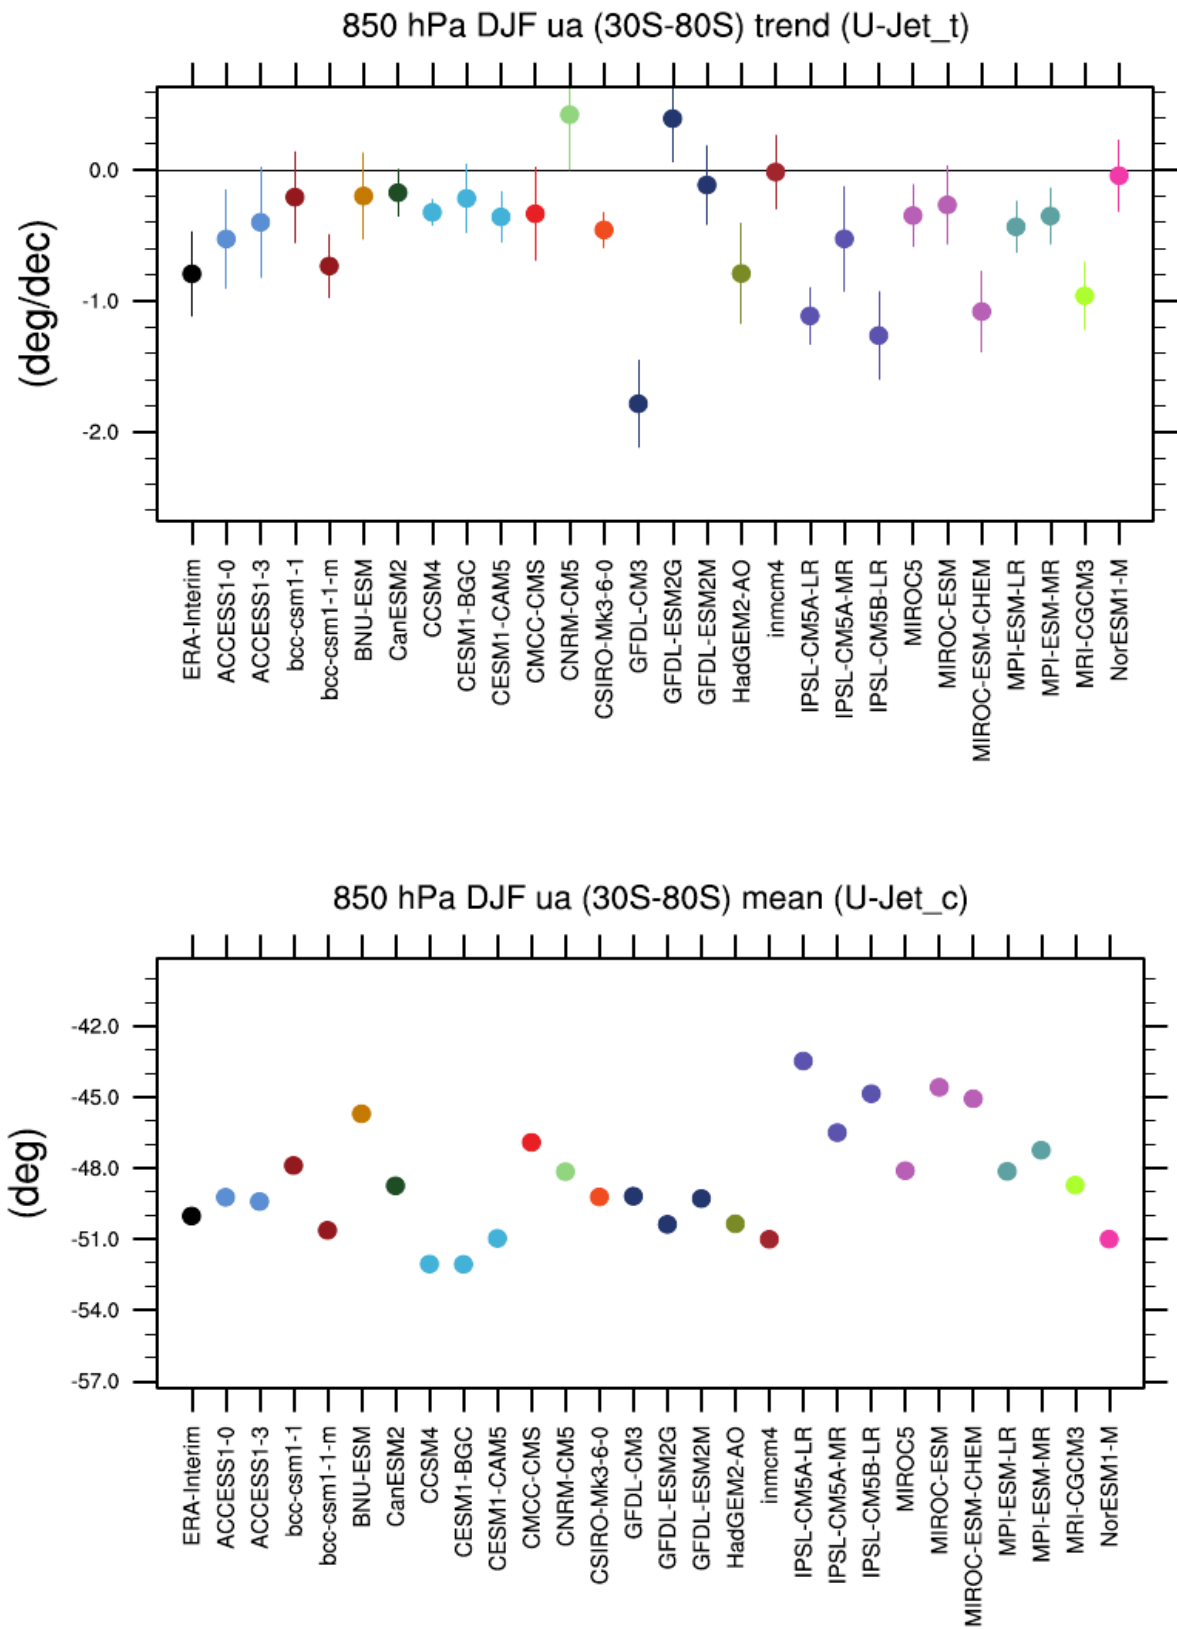 850 hPa DJF ua (30S-80S) trend (U-Jet_t)
(deg/dec)
0.0
-1.0
-2.0
ERA-Interim
ACCESS1-0
ACCESS1-3
bcc-csm1-1
bcc-csm1-1-m
BNU-ESM
CanESM2
CCSM4
CESM1-BGC
CESM1-CAM5
CMCC-CMS
CNRM-CM5
CSIRO-Mk3-6-0
GFDL-CM3
GFDL-ESM2G
GFDL-ESM2M
HadGEM2-AO
inmcm4
IPSL-CM5A-LR
IPSL-CM5A-MR
IPSL-CM5B-LR
MIROC5
MIROC-ESM
MIROC-ESM-CHEM
MPI-ESM-LR
MPI-ESM-MR
MRI-CGCM3
NorESM1-M
850 hPa DJF ua (30S-80S) mean (U-Jet_c)
(deg)
-42.0
-45.0
-48.0
-51.0
-54.0
-57.0
ERA-Interim
ACCESS1-0
ACCESS1-3
bcc-csm1-1
bcc-csm1-1-m
BNU-ESM
CanESM2
CCSM4
CESM1-BGC
CESM1-CAM5
CMCC-CMS
CNRM-CM5
CSIRO-Mk3-6-0
GFDL-CM3
GFDL-ESM2G
GFDL-ESM2M
HadGEM2-AO
inmcm4
IPSL-CM5A-LR
IPSL-CM5A-MR
IPSL-CM5B-LR
MIROC5
MIROC-ESM
MIROC-ESM-CHEM
MPI-ESM-LR
MPI-ESM-MR
MRI-CGCM3
NorESM1-M